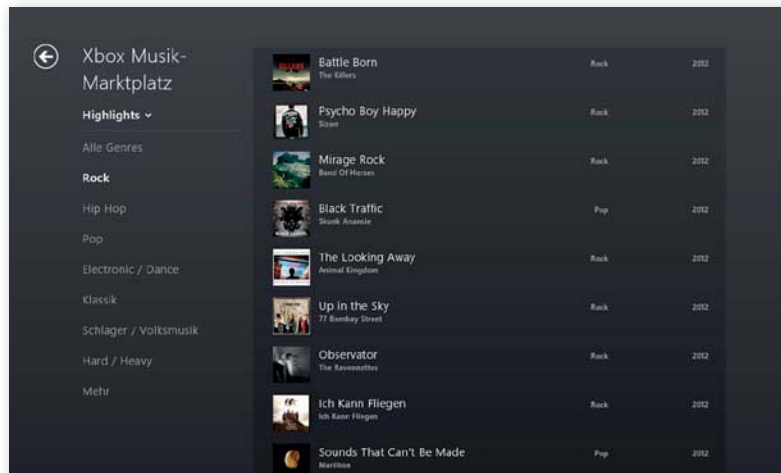 Xbox Musik-
Marktplatz
Highlights
Alle Genres
Rock
Hip Hop
Pop
Electronic / Dance
Klassik
Schlager / Volksmusik
Hard / Heavy
Mehr
Battle Born Rock 2012
The Killers
Psycho Boy Happy Rock 2012
Mirage Rock Rock 2012
Band Of Horses
Black Traffic Pop 2012
Skunk Anansie
The Looking Away Rock 2012
Animal Kingdom
Up in the Sky Rock 2012
77 Bombay Street
Observator Rock 2012
The Raveonettes
Ich Kann Fliegen Rock 2012
Ich Kann Fliegen
Sounds That Can't Be Made Pop 2012
Marillion